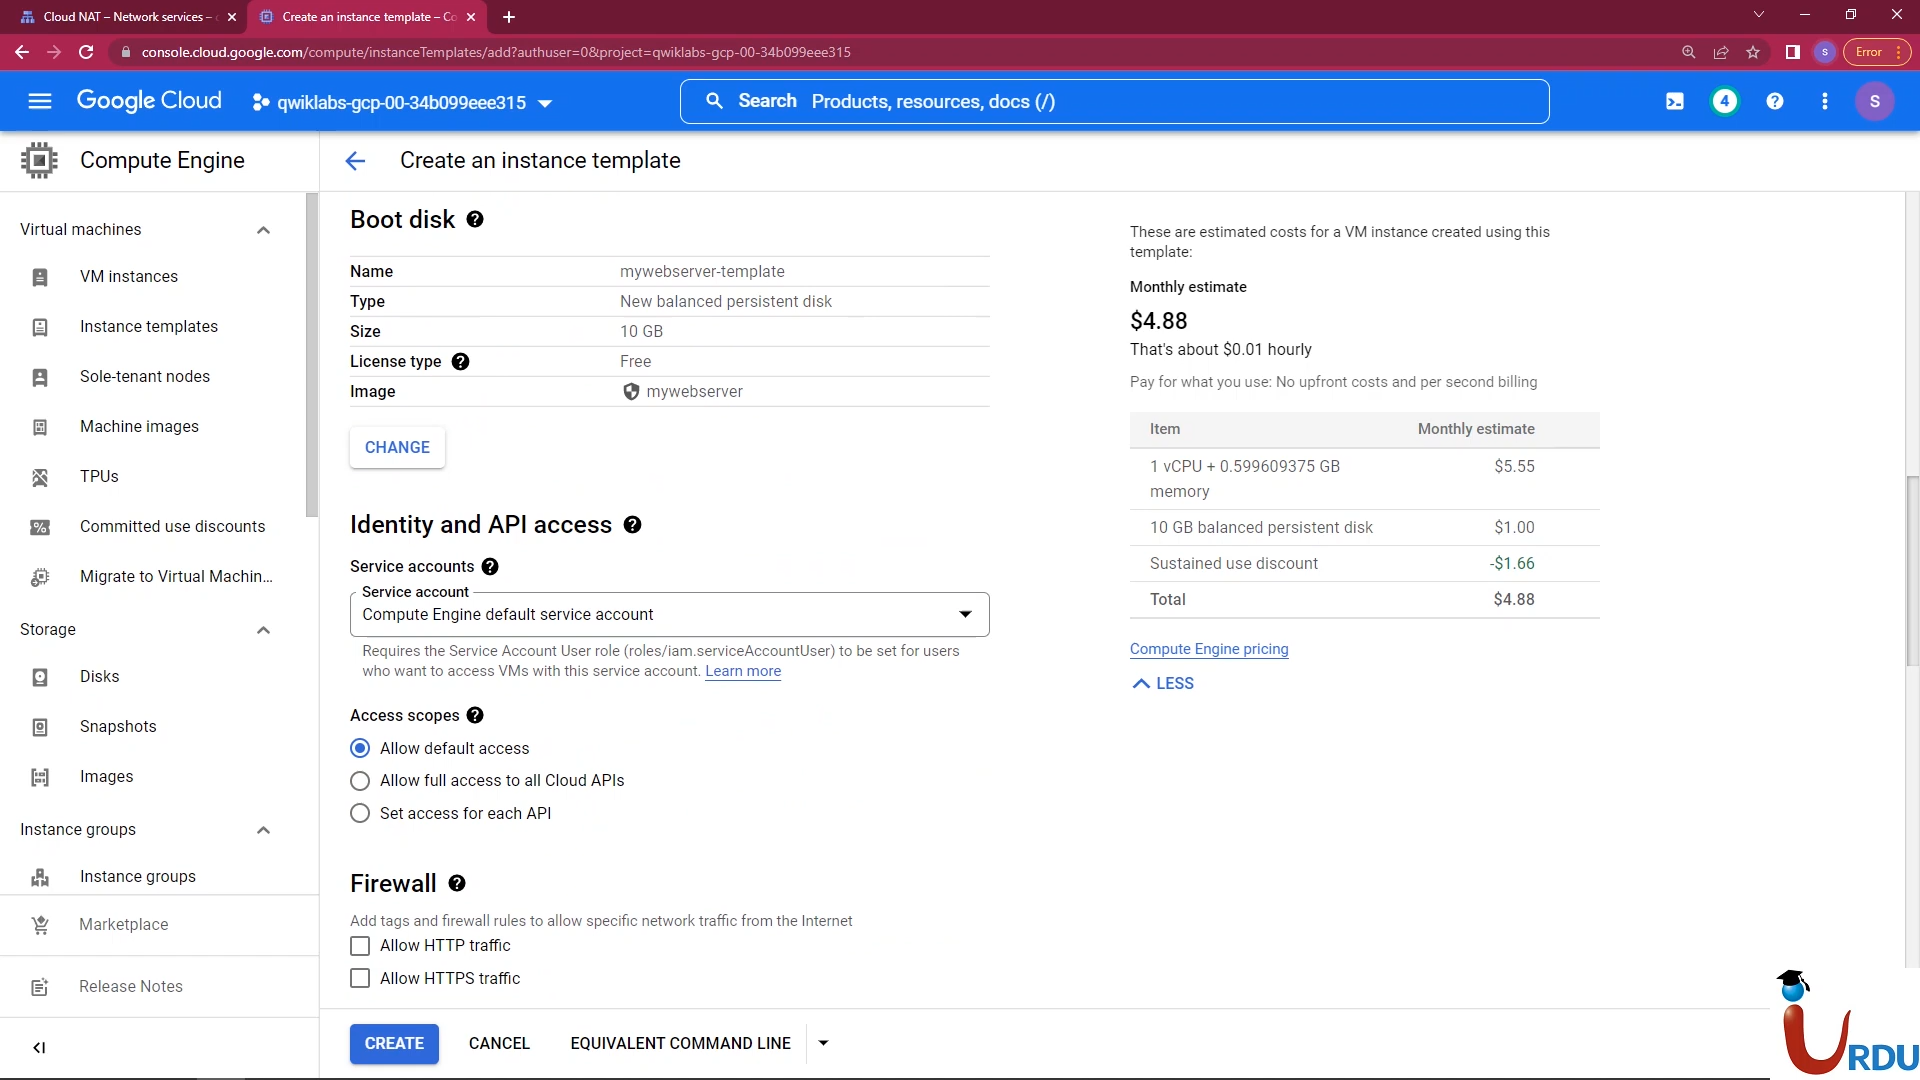 Cloud NAT – Network services –
Create an instance template – Co
console.cloud.google.com/compute/instanceTemplates/add?authuser=0&project=qwiklabs-gcp-00-34b099eee315
S
Error
Google Cloud
qwiklabs-gcp-00-34b099eee315
Search Products, resources, docs (/)
4
S
Compute Engine
Create an instance template
Virtual machines
VM instances
Instance templates
Sole-tenant nodes
Machine images
TPUs
Committed use discounts
Migrate to Virtual Machin...
Storage
Disks
Snapshots
Images
Instance groups
Instance groups
Marketplace
Release Notes
Boot disk
Name mywebserver-template
Type New balanced persistent disk
Size 10 GB
License type Free
Image mywebserver
CHANGE
Identity and API access
Service accounts
Service account
Compute Engine default service account
Requires the Service Account User role (roles/iam.serviceAccountUser) to be set for users
who want to access VMs with this service account. Learn more
Access scopes
Allow default access
Allow full access to all Cloud APIs
Set access for each API
Firewall
Add tags and firewall rules to allow specific network traffic from the Internet
Allow HTTP traffic
Allow HTTPS traffic
CREATE CANCEL EQUIVALENT COMMAND LINE
These are estimated costs for a VM instance created using this
template:
Monthly estimate
$4.88
That's about $0.01 hourly
Pay for what you use: No upfront costs and per second billing
Item Monthly estimate
1 vCPU + 0.599609375 GB $5.55
memory
10 GB balanced persistent disk $1.00
Sustained use discount -$1.66
Total $4.88
Compute Engine pricing
LESS
URDU